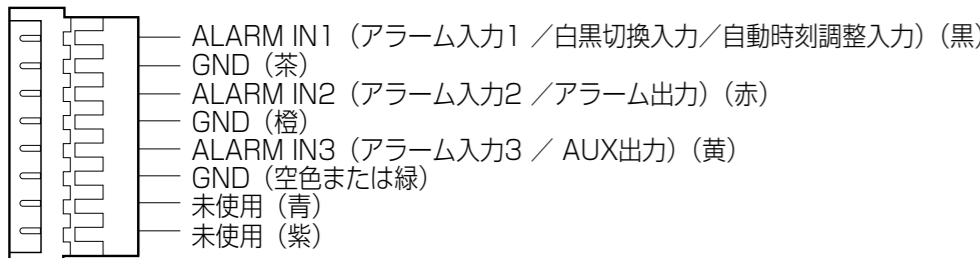 ALARM IN1（アラーム入力1 ／白黒切換入力／自動時刻調整入力）（黒）
GND（茶）
ALARM IN2（アラーム入力2 ／アラーム出力）（赤）
GND（橙）
ALARM IN3（アラーム入力3 ／ AUX出力）（黄）
GND（空色または緑）
未使用（青）
未使用（紫）